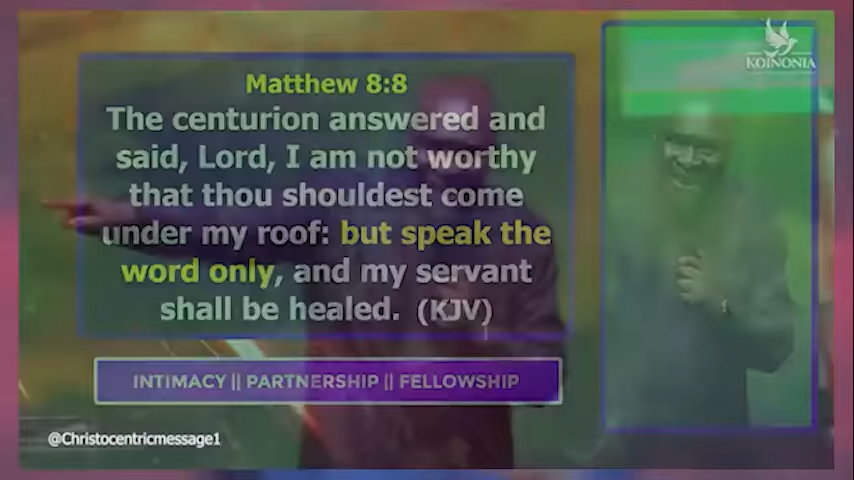 Matthew 8:8
The centurion answered and
said, Lord, I am not worthy
that thou shouldest come
under my roof: but speak the
word only, and my servant
shall be healed. (KJV)
INTIMACY || PARTNERSHIP || FELLOWSHIP
@Christocentricmessage1
KOINONIA